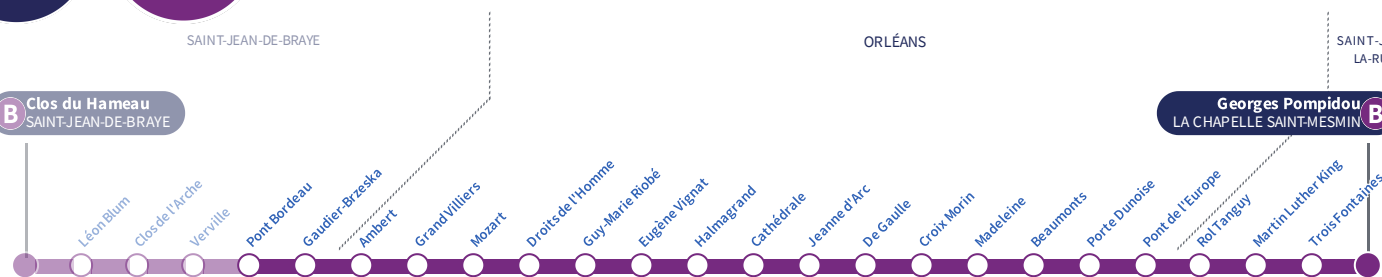 SAINT-JEAN-DE-BRAYE
ORLÉANS
SAINT-J
LA-RU
B
Clos du Hameau
SAINT-JEAN-DE-BRAYE
Georges Pompidou
LA CHAPELLE SAINT-MESMIN
B
Léon Blum
Clos de l'Arche
Verville
Pont Bordeau
Gaudier-Brzeska
Ambert
Grand Villiers
Mozart
Droits de l'Homme
Guy-Marie Riobé
Eugène Vignat
Halmagrand
Cathédrale
Jeanne d'Arc
De Gaulle
Croix Morin
Madeleine
Beaumonts
Porte Dunoise
Pont de l'Europe
Rol Tanguy
Martin Luther King
Trois Fontaines